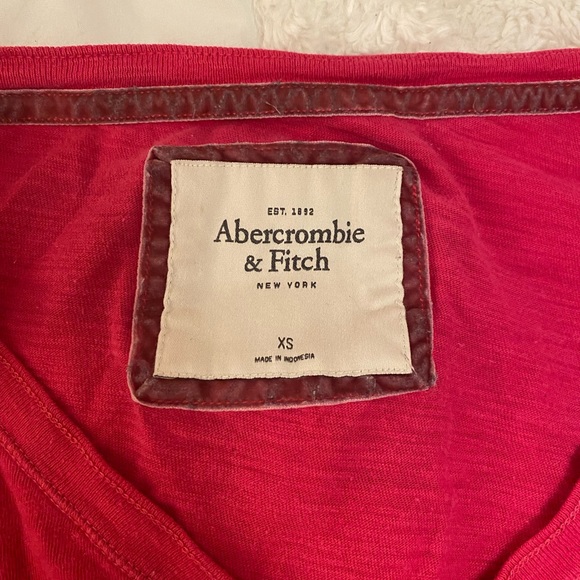 EST. 1892
Abercrombie
& Fitch
NEW YORK
XS
MADE IN INDONESIA